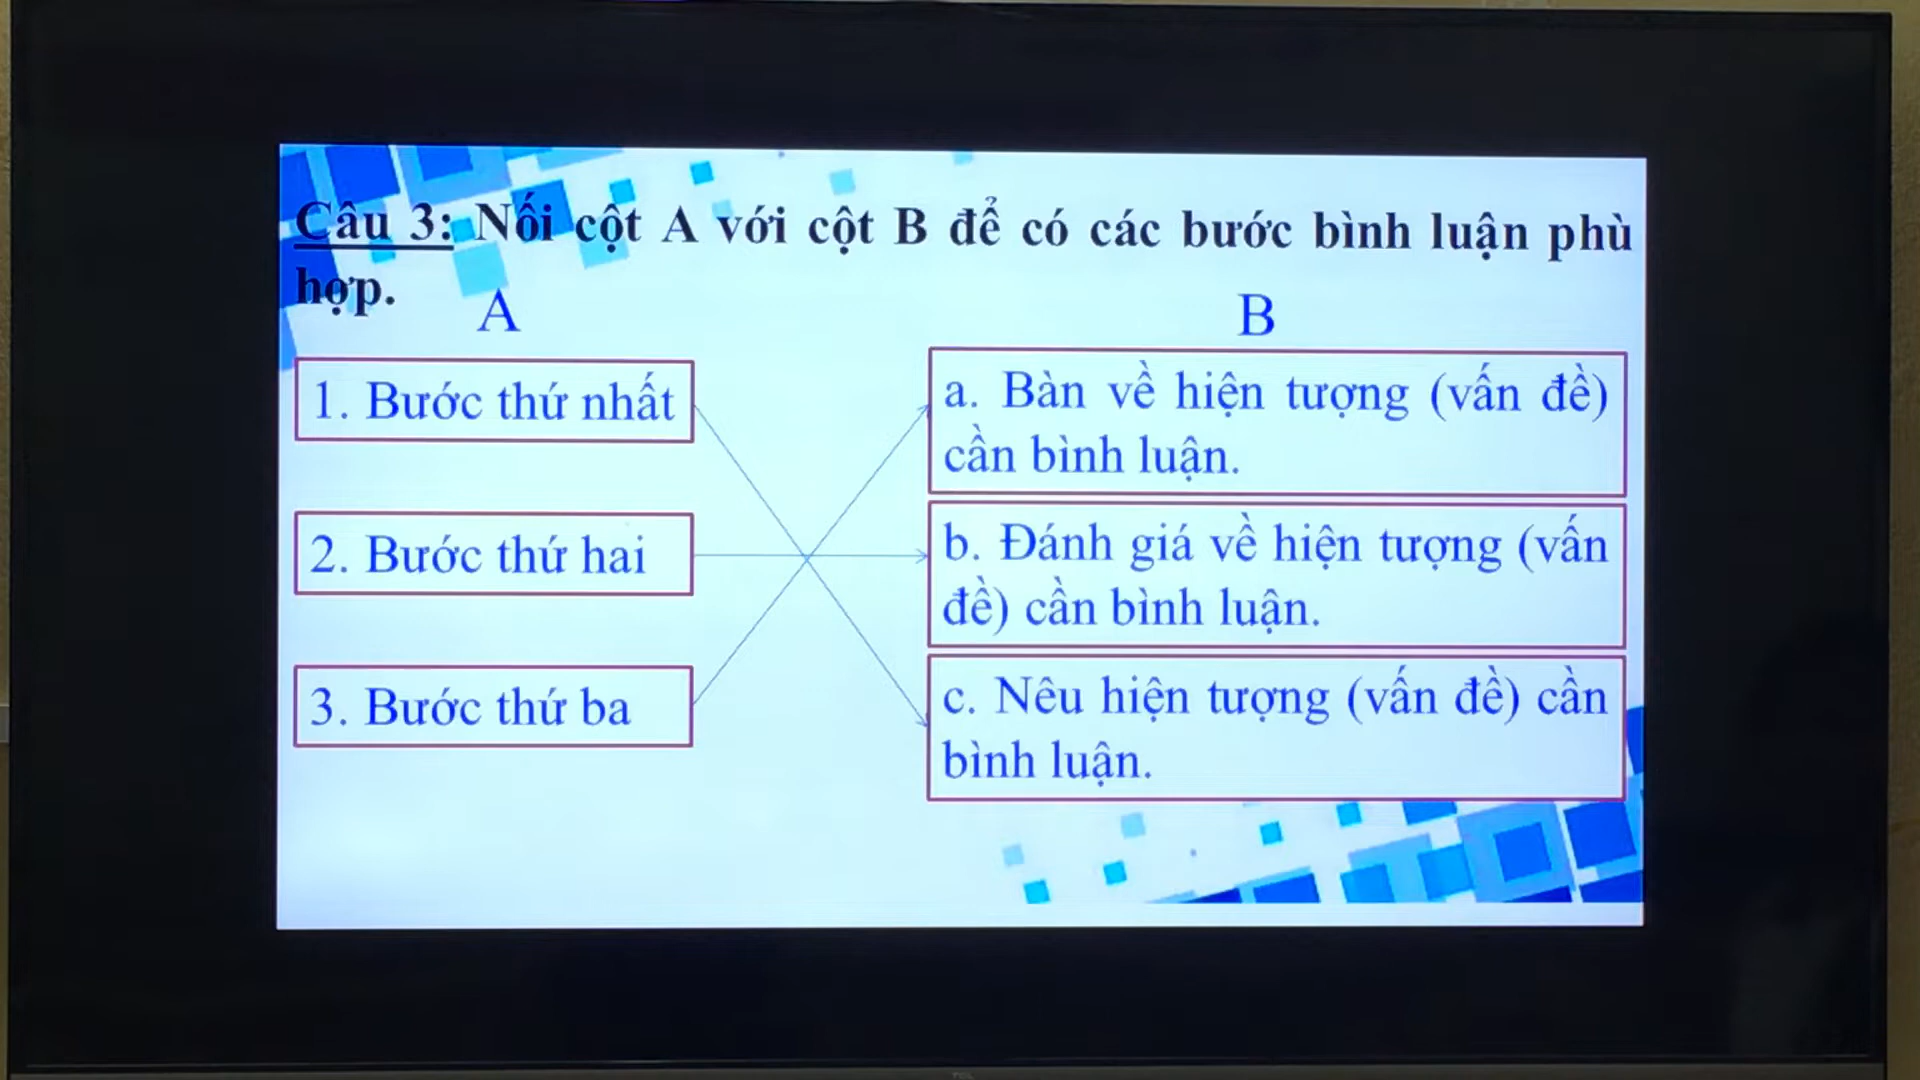 Câu 3: Nối cột A với cột B để có các bước bình luận phù
hợp.
A
B
1. Bước thứ nhất
a. Bàn về hiện tượng (vấn đề)
cần bình luận.
2. Bước thứ hai
b. Đánh giá về hiện tượng (vấn
đề) cần bình luận.
3. Bước thứ ba
c. Nêu hiện tượng (vấn đề) cần
bình luận.